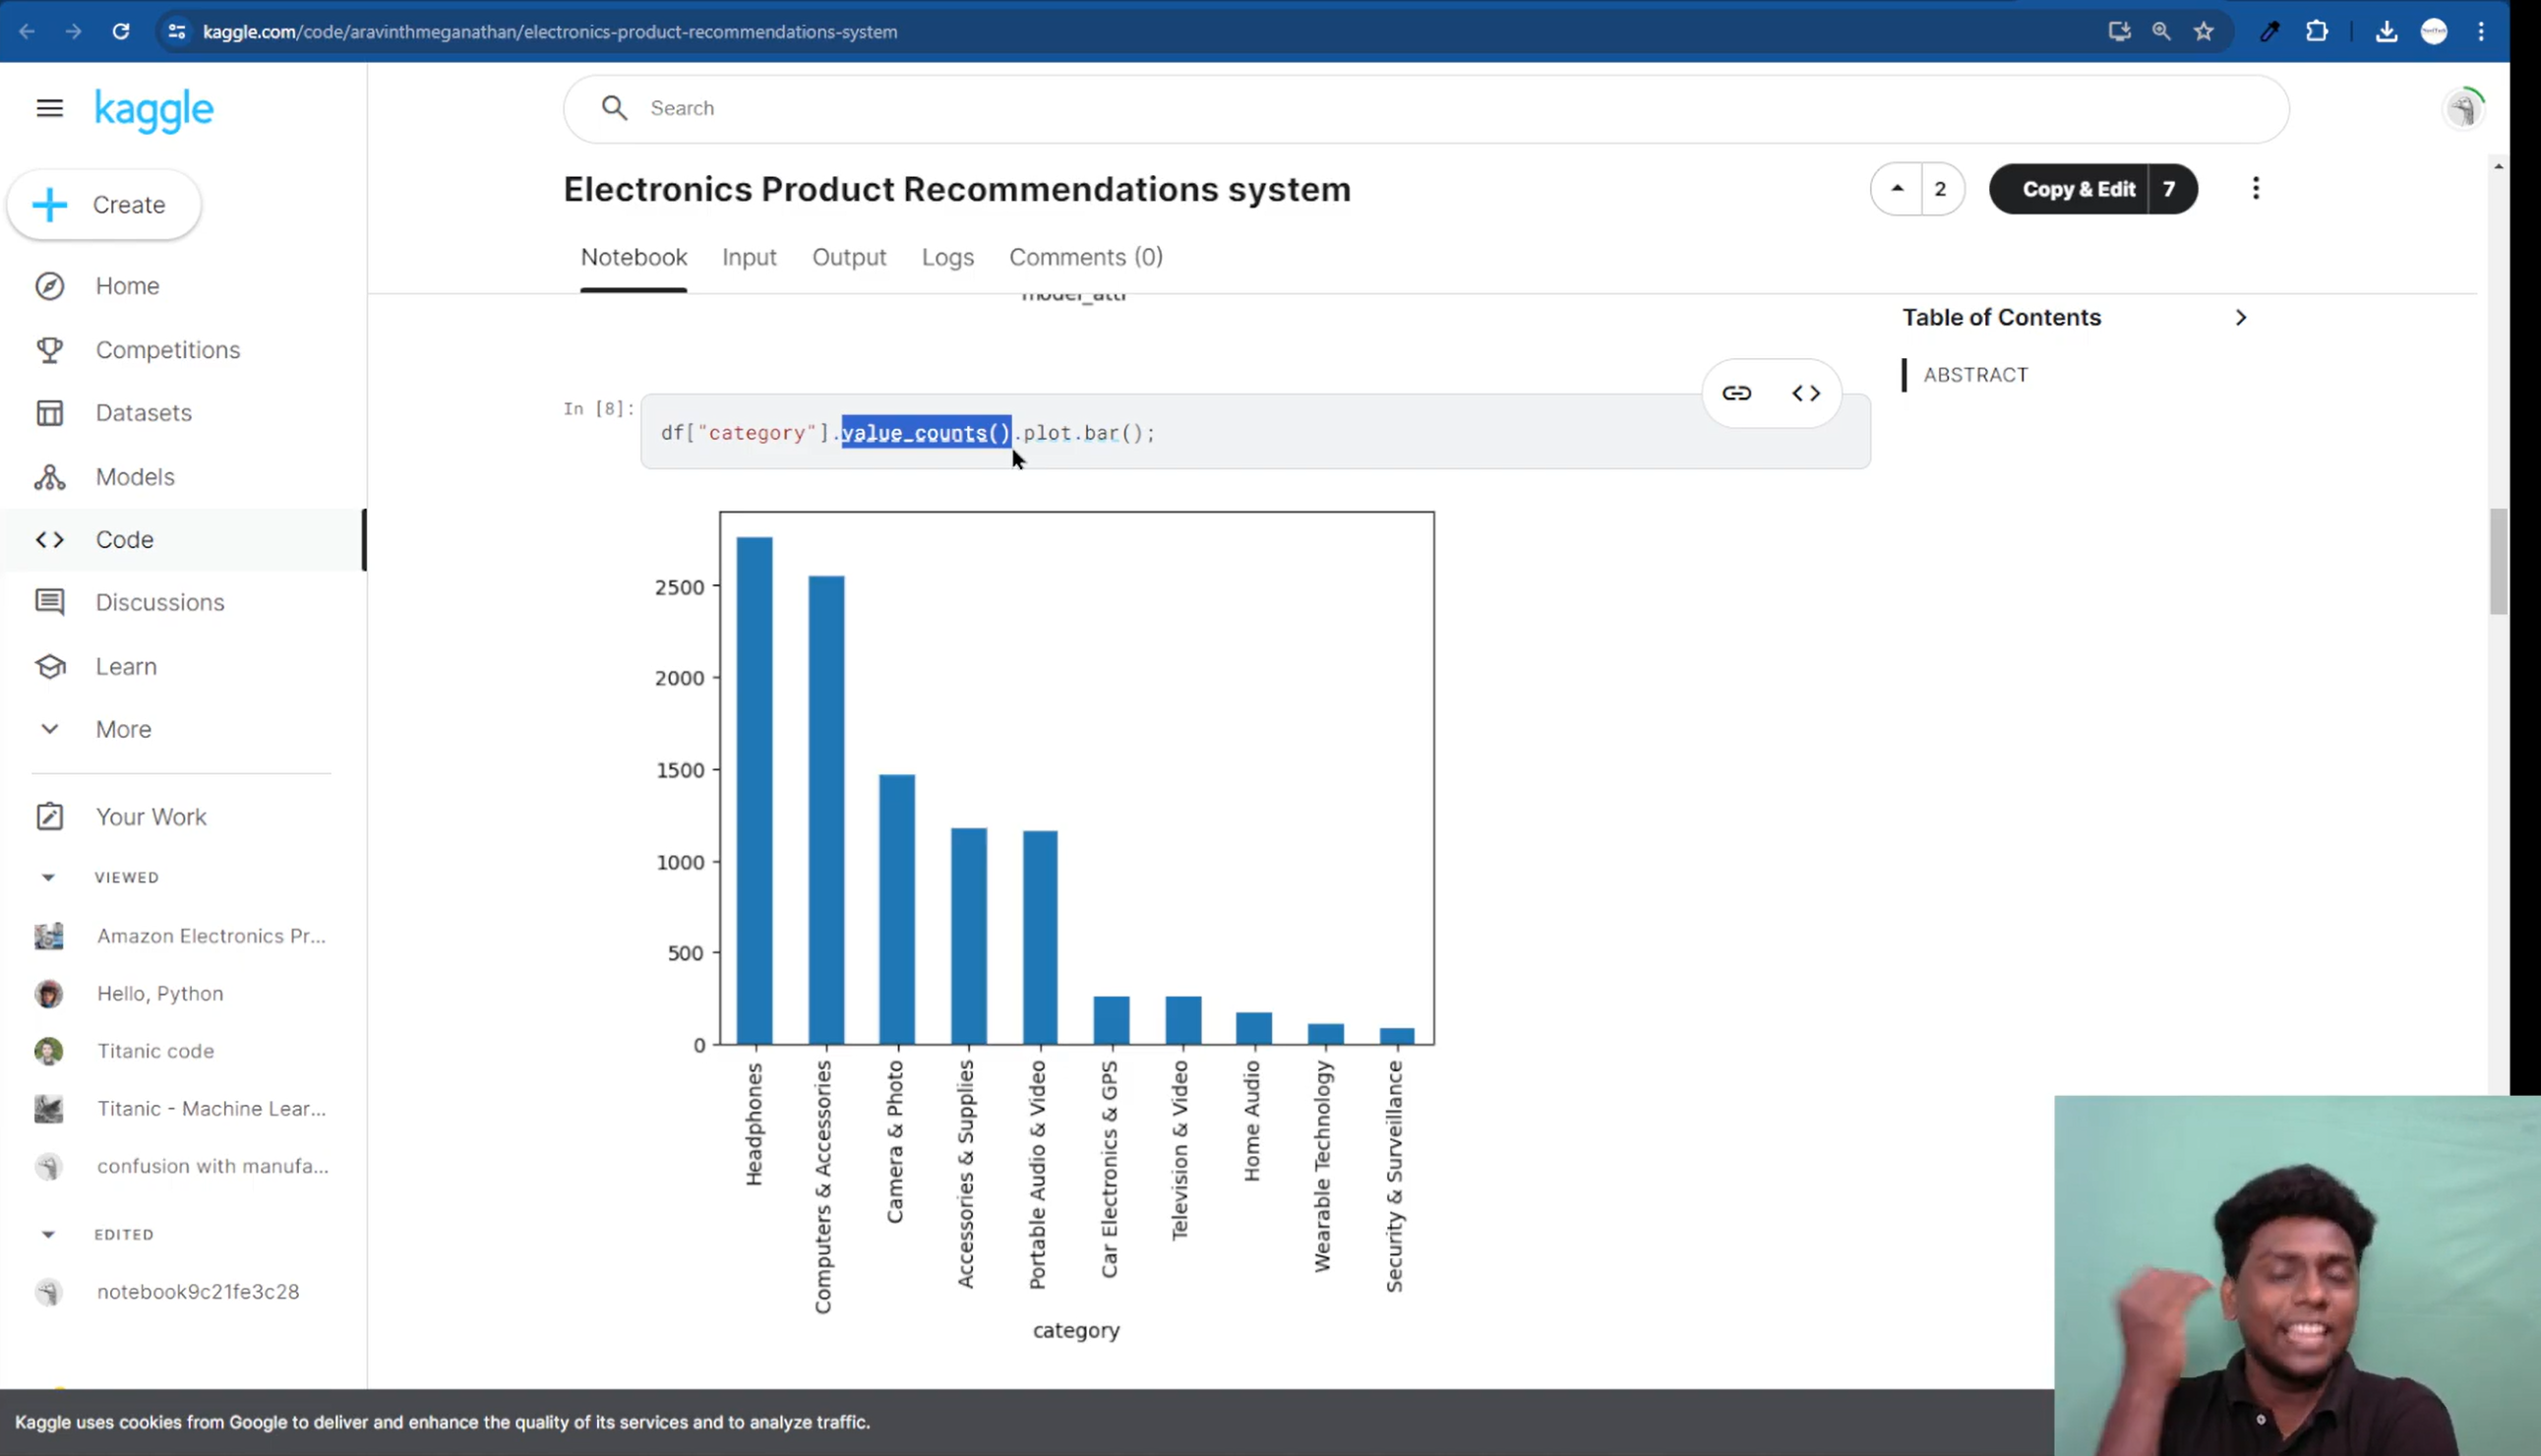 kaggle.com/code/aravinthmeganathan/electronics-product-recommendations-system
kaggle
Search
Create
Home
Competitions
Datasets
Models
Code
Discussions
Learn
More
Your Work
VIEWED
Amazon Electronics Pr...
Hello, Python
Titanic code
Titanic - Machine Lear...
confusion with manufa...
EDITED
notebook9c21fe3c28
Electronics Product Recommendations system
2
Copy & Edit 7
Notebook Input Output Logs Comments (0)
model_attr
Table of Contents
ABSTRACT
In [8]:
df["category"].value_counts().plot.bar();
2500
2000
1500
1000
500
0
Headphones
Computers & Accessories
Camera & Photo
Accessories & Supplies
Portable Audio & Video
Car Electronics & GPS
Television & Video
Home Audio
Wearable Technology
Security & Surveillance
category
Kaggle uses cookies from Google to deliver and enhance the quality of its services and to analyze traffic.